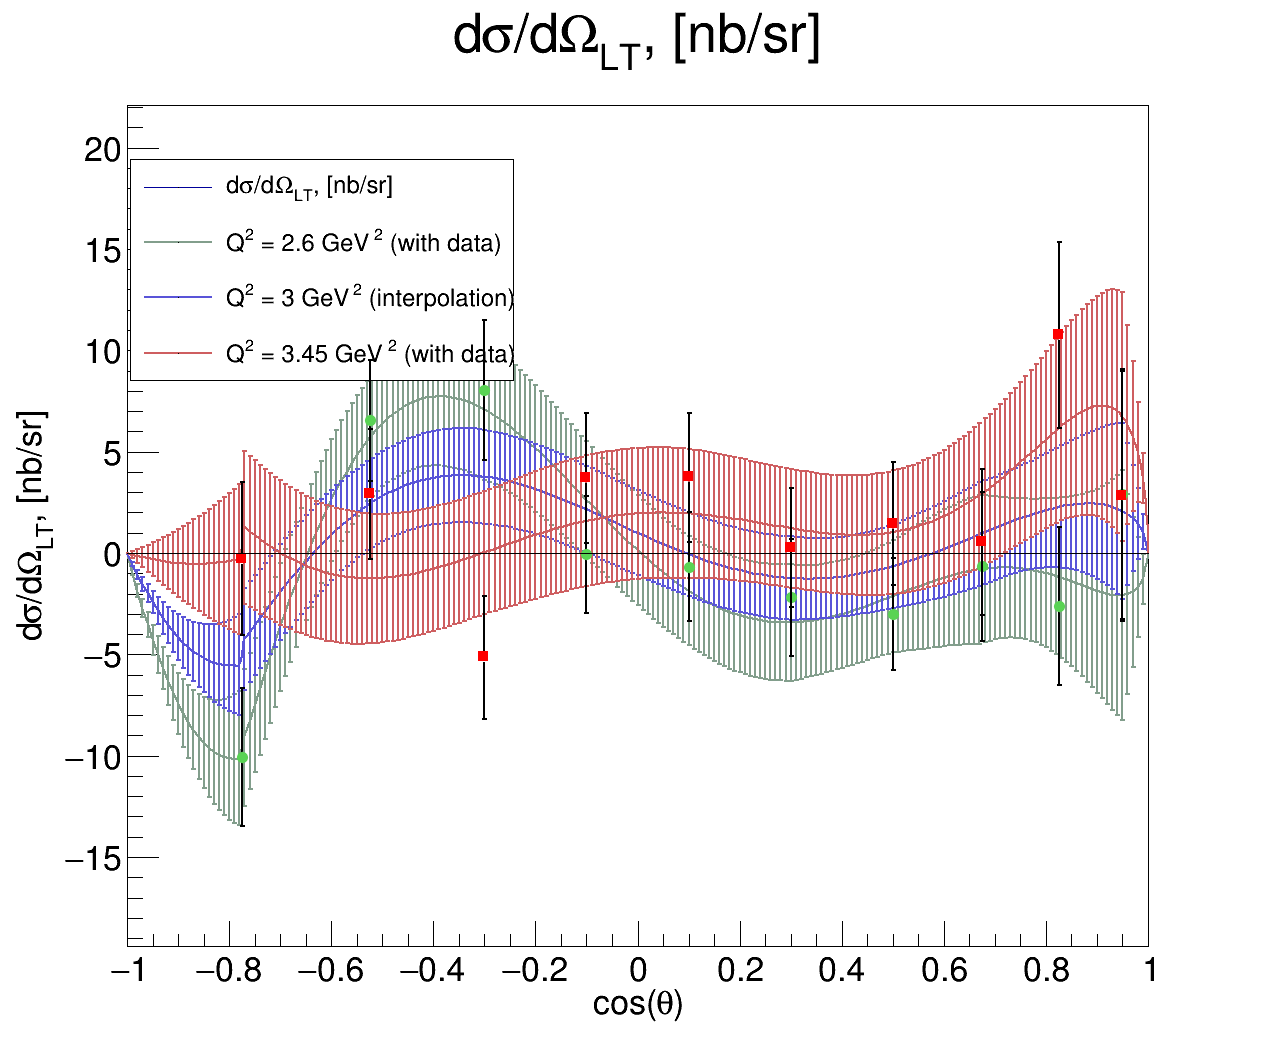 dσ/dΩ_LT, [nb/sr]
20
15
10
5
0
−5
−10
−15
dσ/dΩ_LT, [nb/sr]
Q² = 2.6 GeV² (with data)
Q² = 3 GeV² (interpolation)
Q² = 3.45 GeV² (with data)
dσ/dΩ_LT, [nb/sr]
−1 −0.8 −0.6 −0.4 −0.2 0 0.2 0.4 0.6 0.8 1
cos(θ)